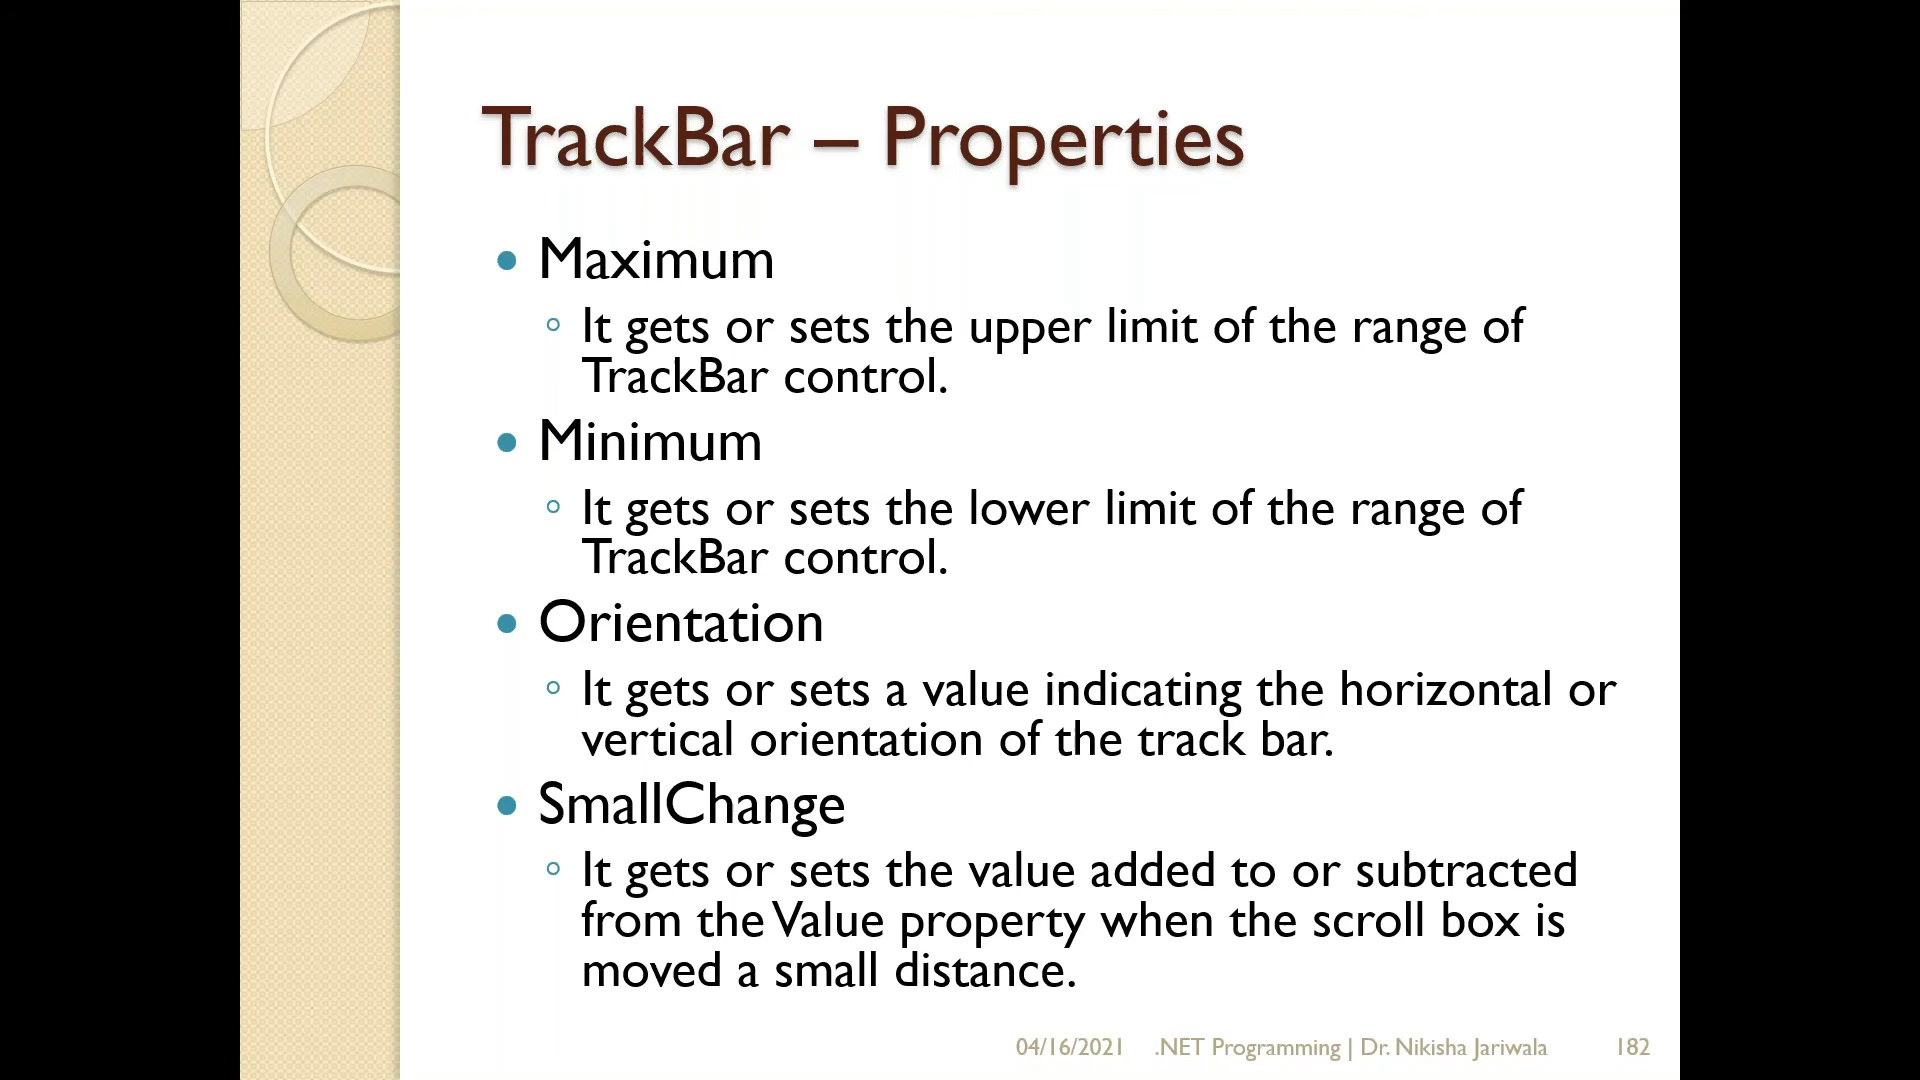 TrackBar – Properties
• Maximum
◦ It gets or sets the upper limit of the range of
TrackBar control.
• Minimum
◦ It gets or sets the lower limit of the range of
TrackBar control.
• Orientation
◦ It gets or sets a value indicating the horizontal or
vertical orientation of the track bar.
• SmallChange
◦ It gets or sets the value added to or subtracted
from the Value property when the scroll box is
moved a small distance.
04/16/2021 .NET Programming | Dr. Nikisha Jariwala 182